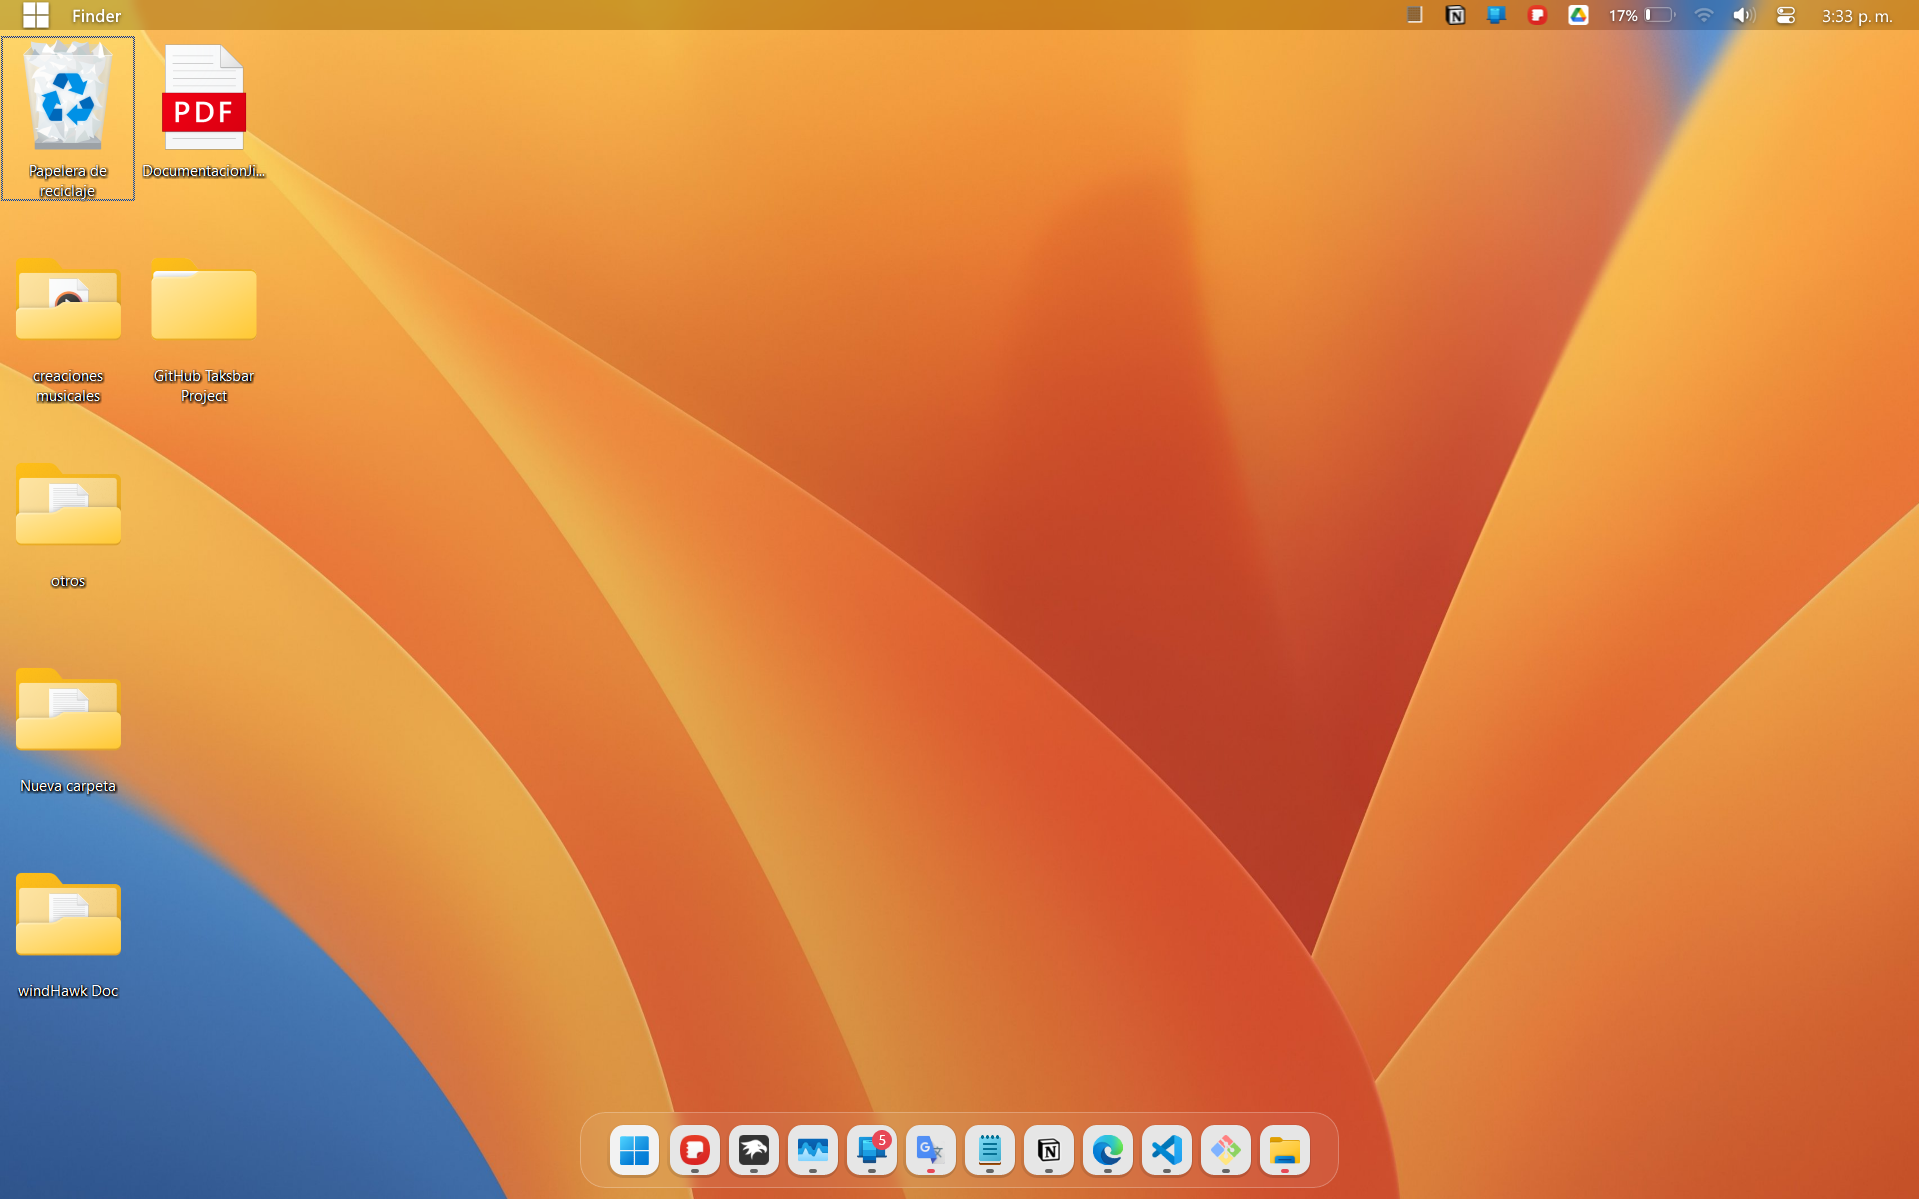 Finder
17%
3:33 p. m.
PDF
Papelera de
reciclaje
DocumentacionJi...
creaciones
musicales
GitHub Taksbar
Project
otros
Nueva carpeta
windHawk Doc
5